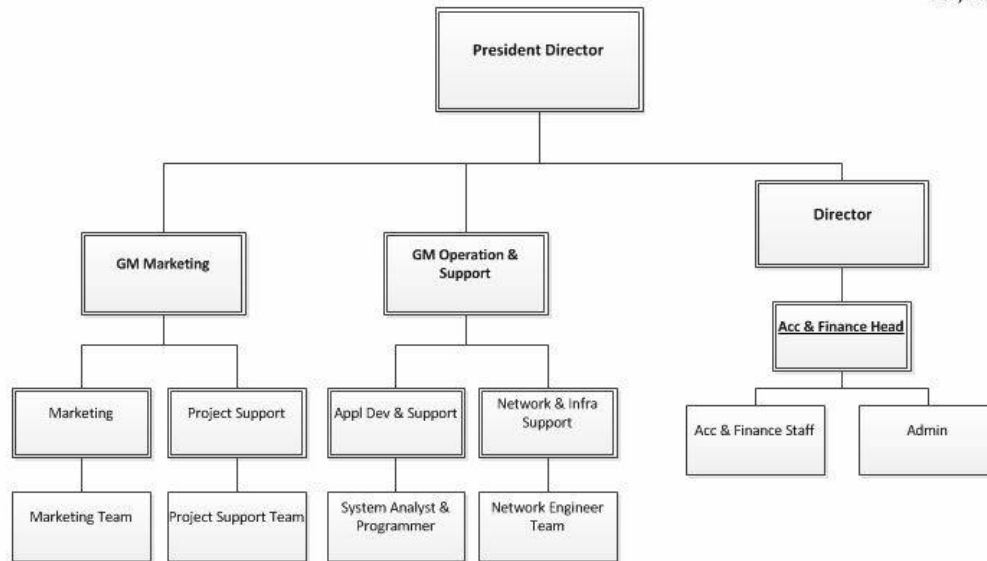 President Director
Director
GM Marketing
GM Operation &
Support
Acc & Finance Head
Marketing
Project Support
Appl Dev & Support
Network & Infra
Support
Acc & Finance Staff
Admin
Marketing Team
Project Support Team
System Analyst &
Programmer
Network Engineer
Team